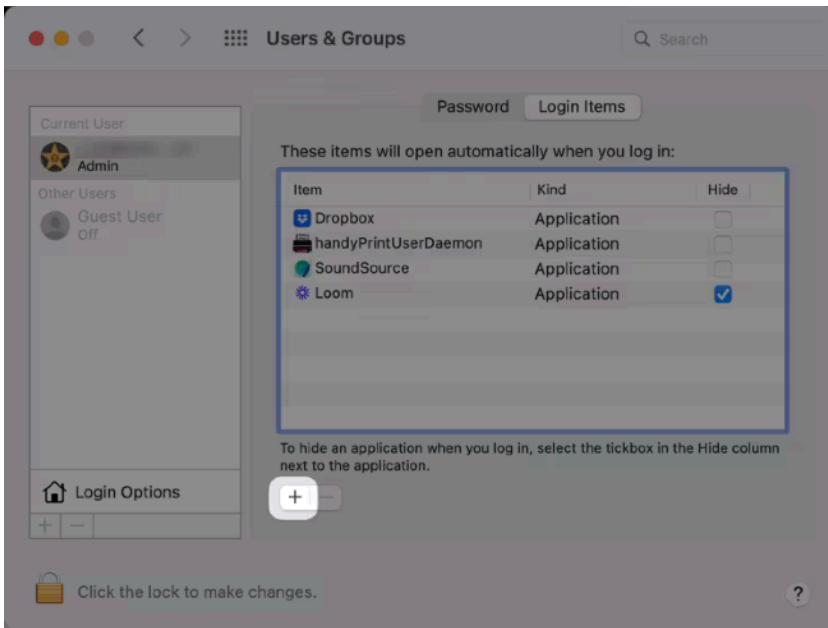 Users & Groups
Search
Password
Login Items
Current User
Admin
Other Users
Guest User
Off
Login Options
These items will open automatically when you log in:
Item Kind Hide
Dropbox Application
handyPrintUserDaemon Application
SoundSource Application
Loom Application
To hide an application when you log in, select the tickbox in the Hide column
next to the application.
+ −
+ −
Click the lock to make changes.
?